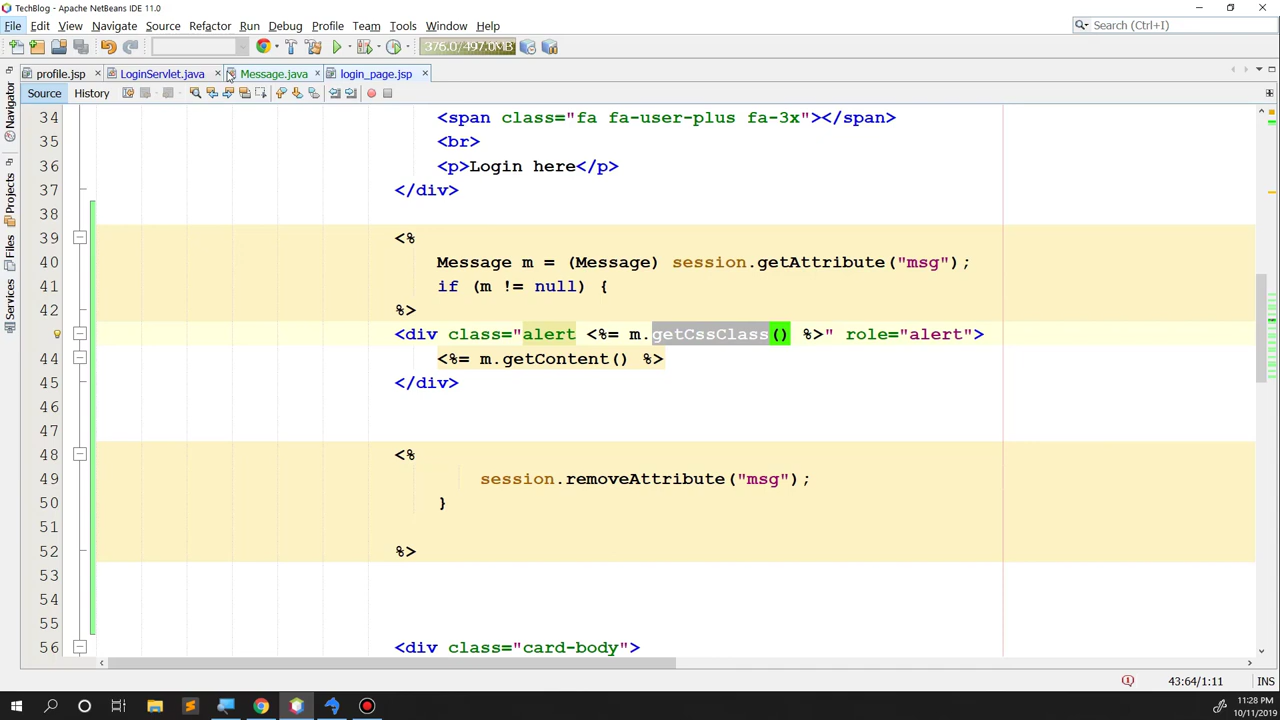 TechBlog - Apache NetBeans IDE 11.0
File Edit View Navigate Source Refactor Run Debug Profile Team Tools Window Help
Search (Ctrl+I)
376.0/497.0MB
profile.jsp LoginServlet.java Message.java login_page.jsp
Source History
Navigator
Projects
Files
Services
34 <span class="fa fa-user-plus fa-3x"></span>
35 <br>
36 <p>Login here</p>
37 </div>
38
39 <%
40 Message m = (Message) session.getAttribute("msg");
41 if (m != null) {
42 %>
<div class="alert <%= m.getCssClass() %>" role="alert">
44 <%= m.getContent() %>
45 </div>
46
47
48 <%
49 session.removeAttribute("msg");
50 }
51
52 %>
53
54
55
56 <div class="card-body">
43:64/1:11 INS
11:28 PM
10/11/2019